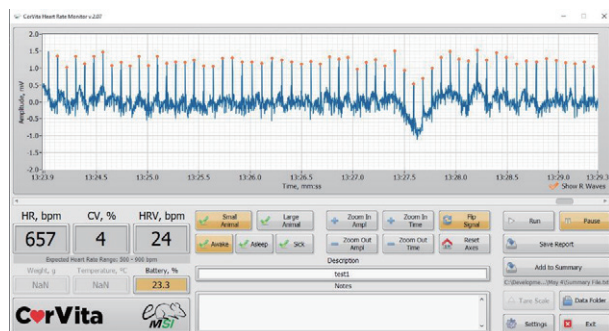 CorVita Heart Rate Monitor v.2.07
2.0
1.5
1.0
0.5
0.0
-0.5
-1.0
-1.5
-2.0
Amplitude, mV
13:23.9 13:24.5 13:25.0 13:25.5 13:26.0 13:26.5 13:27.0 13:27.5 13:28.0 13:28.5 13:29.0 13:29.3
Time, mm:ss
Show R Waves
HR, bpm CV, % HRV, bpm
657 4 24
Expected Heart Rate Range: 500 - 900 bpm
Weight, g Temperature, °C Battery, %
NaN NaN 23.3
CorVita MSI
Small Animal Large Animal
Awake Asleep Sick
Zoom In Ampl Zoom In Time Flip Signal
Zoom Out Ampl Zoom Out Time Reset Axes
Description
test1
Notes
Run Pause
Save Report
Add to Summary
Tare Scale Data Folder
Settings Exit